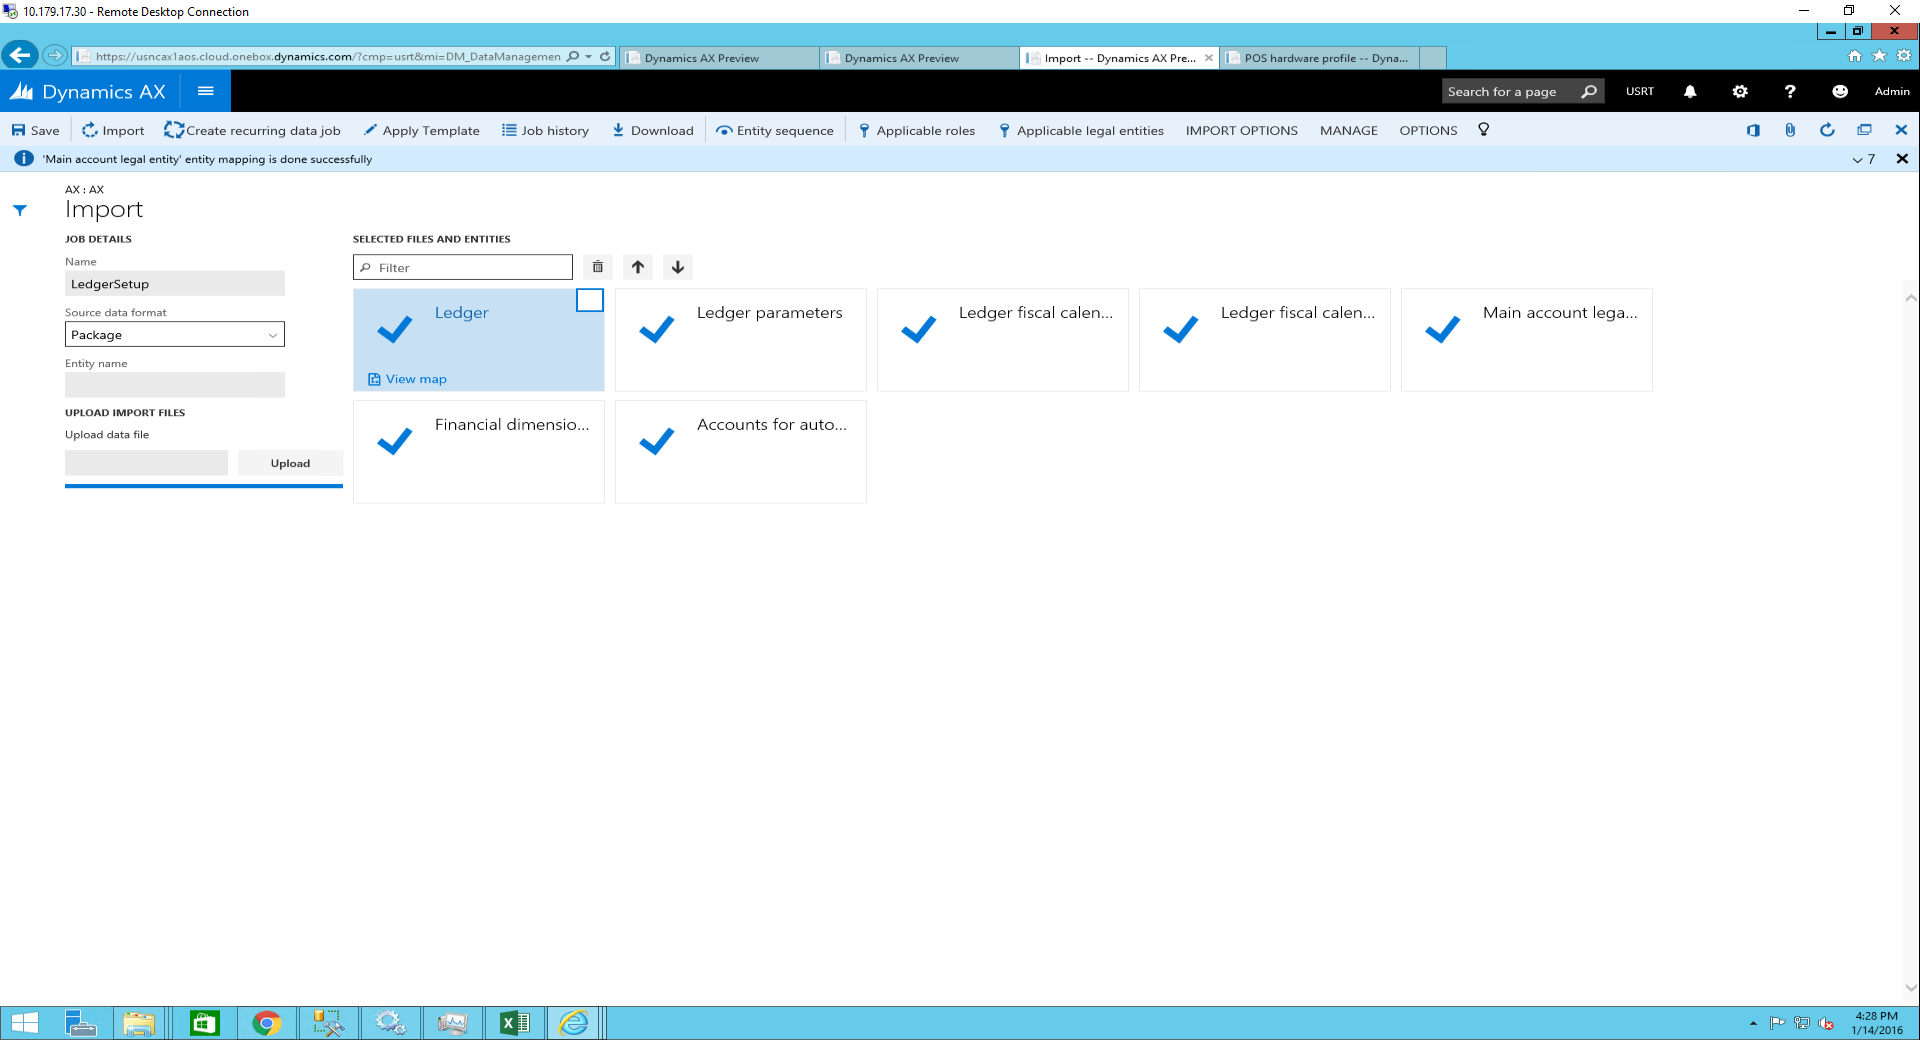 10.179.17.30 - Remote Desktop Connection
https://usncax1aos.cloud.onebox.dynamics.com/?cmp=usrt&mi=DM_DataManagemen
Dynamics AX Preview
Dynamics AX Preview
Import -- Dynamics AX Pre...
POS hardware profile -- Dyna...
Dynamics AX
Search for a page
USRT
Admin
Save
Import
Create recurring data job
Apply Template
Job history
Download
Entity sequence
Applicable roles
Applicable legal entities
IMPORT OPTIONS
MANAGE
OPTIONS
'Main account legal entity' entity mapping is done successfully
7
AX : AX
Import
JOB DETAILS
Name
LedgerSetup
Source data format
Package
Entity name
UPLOAD IMPORT FILES
Upload data file
Upload
SELECTED FILES AND ENTITIES
Filter
Ledger
View map
Ledger parameters
Ledger fiscal calen...
Ledger fiscal calen...
Main account lega...
Financial dimensio...
Accounts for auto...
4:28 PM
1/14/2016